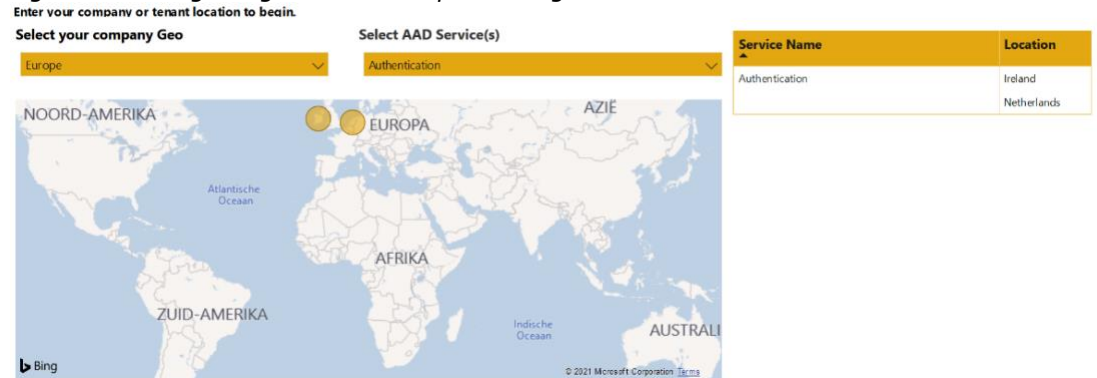 Enter your company or tenant location to begin.
Select your company Geo
Select AAD Service(s)
Europe
Authentication
Service Name
Location
Authentication
Ireland
Netherlands
NOORD-AMERIKA
EUROPA
AZIË
Atlantische
Oceaan
AFRIKA
ZUID-AMERIKA
Indische
Oceaan
AUSTRALI
Bing
© 2021 Microsoft Corporation Terms